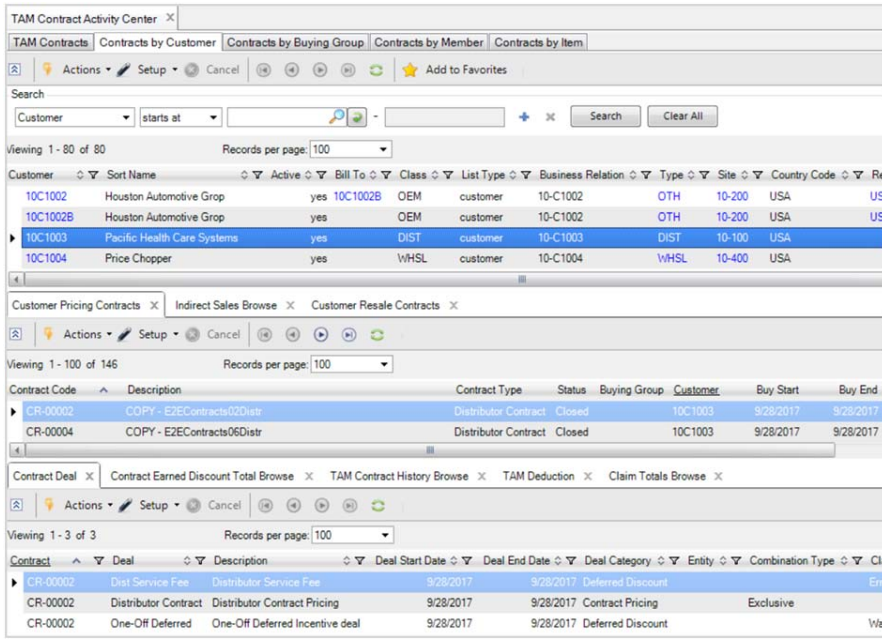 TAM Contract Activity Center
TAM Contracts Contracts by Customer Contracts by Buying Group Contracts by Member Contracts by Item
Actions Setup Cancel Add to Favorites
Search
Customer starts at - Search Clear All
Viewing 1 - 80 of 80 Records per page: 100
Customer Sort Name Active Bill To Class List Type Business Relation Type Site Country Code
10C1002 Houston Automotive Grop yes 10C1002B OEM customer 10-C1002 OTH 10-200 USA
10C1002B Houston Automotive Grop yes OEM customer 10-C1002 OTH 10-200 USA
10C1003 Pacific Health Care Systems yes DIST customer 10-C1003 DIST 10-100 USA
10C1004 Price Chopper yes WHSL customer 10-C1004 WHSL 10-400 USA
Customer Pricing Contracts Indirect Sales Browse Customer Resale Contracts
Actions Setup Cancel
Viewing 1 - 100 of 146 Records per page: 100
Contract Code Description Contract Type Status Buying Group Customer Buy Start Buy End
CR-00002 COPY - E2EContracts02Distr Distributor Contract Closed 10C1003 9/28/2017 9/28/2017
CR-00004 COPY - E2EContracts06Distr Distributor Contract Closed 10C1003 9/28/2017 9/28/2017
Contract Deal Contract Earned Discount Total Browse TAM Contract History Browse TAM Deduction Claim Totals Browse
Actions Setup Cancel
Viewing 1 - 3 of 3 Records per page: 100
Contract Deal Description Deal Start Date Deal End Date Deal Category Entity Combination Type
CR-00002 Dist Service Fee Distributor Service Fee 9/28/2017 9/28/2017 Deferred Discount
CR-00002 Distributor Contract Distributor Contract Pricing 9/28/2017 9/28/2017 Contract Pricing Exclusive
CR-00002 One-Off Deferred One-Off Deferred Incentive deal 9/28/2017 9/28/2017 Deferred Discount